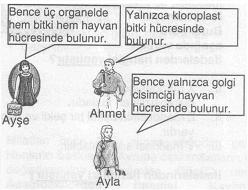 Bence üç organelde
hem bitki hem hayvan
hücresinde bulunur.
Yalnızca kloroplast
bitki hücresinde
bulunur.
Bence yalnızca golgi
cisimciği hayvan
hücresinde bulunur.
Ayşe
Ahmet
Ayla